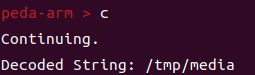 peda-arm > c
Continuing.
Decoded String: /tmp/media